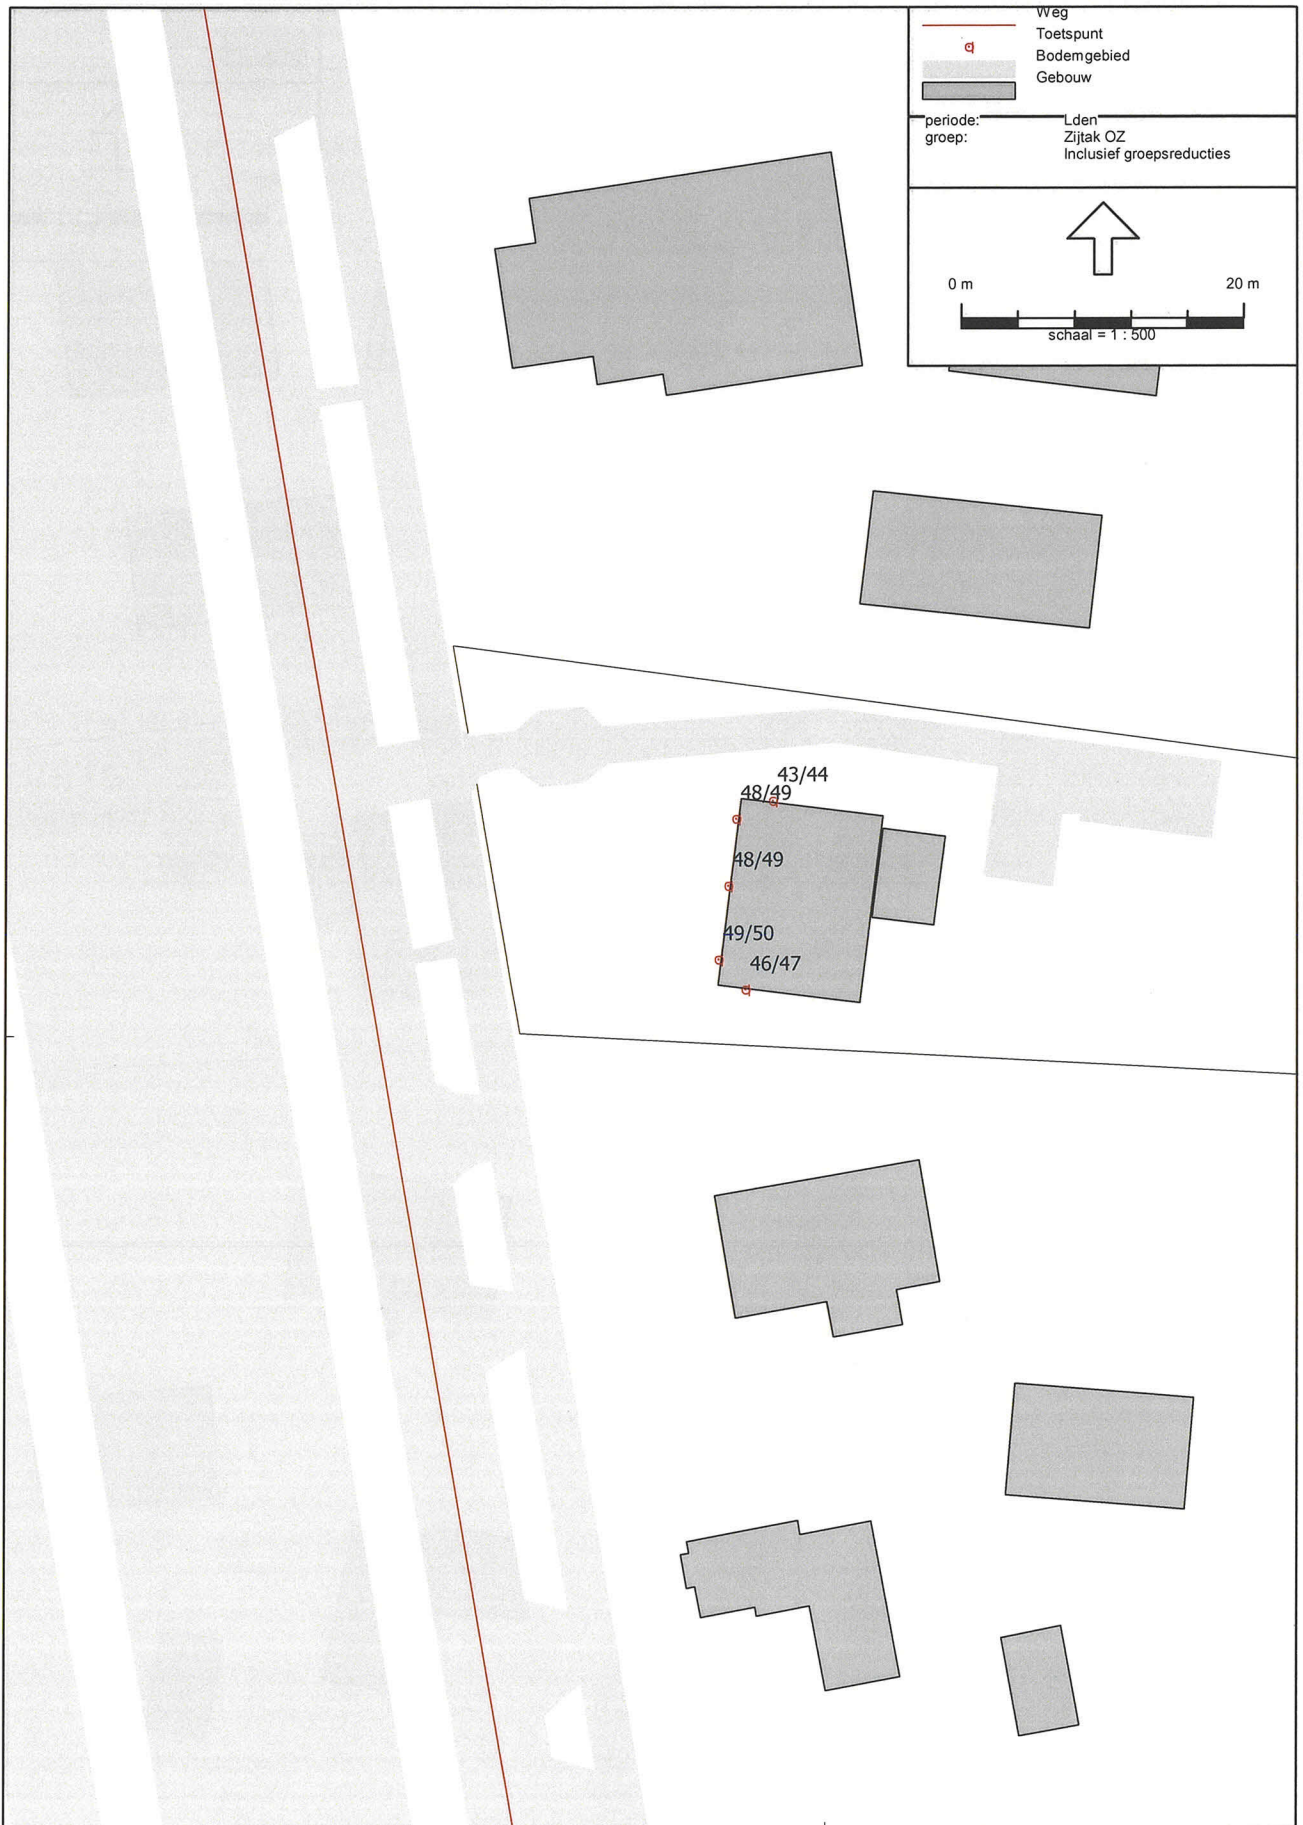 Weg
Toetspunt
Bodemgebied
Gebouw
periode: Lden
groep: Zijtak OZ
Inclusief groepsreducties
0 m 20 m
schaal = 1 : 500
43/44
48/49
48/49
49/50
46/47